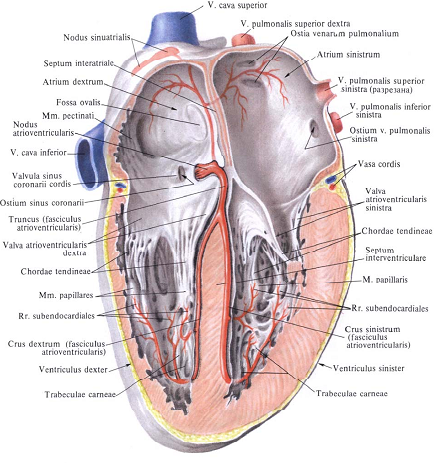 V. cava superior
Nodus sinuatrialis
Septum interatriale
Atrium dextrum
Fossa ovalis
Mm. pectinati
Nodus
atrioventricularis
V. cava inferior
Valvula sinus
coronarii cordis
Ostium sinus coronarii
Truncus (fasciculus
atrioventricularis)
Valva atrioventricularis
dextra
Chordae tendineae
Mm. papillares
Rr. subendocardiales
Crus dextrum (fasciculus
atrioventricularis)
Ventriculus dexter
Trabeculae carneae
V. pulmonalis superior dextra
Ostia venarum pulmonalium
Atrium sinistrum
V. pulmonalis superior
sinistra (разрезана)
V. pulmonalis inferior
sinistra
Ostium v. pulmonalis
sinistra
Vasa cordis
Valva
atrioventricularis
sinistra
Chordae tendineae
Septum
interventriculare
M. papillaris
Rr. subendocardiales
Crus sinistrum
(fasciculus
atrioventricularis)
Ventriculus sinister
Trabeculae carneae